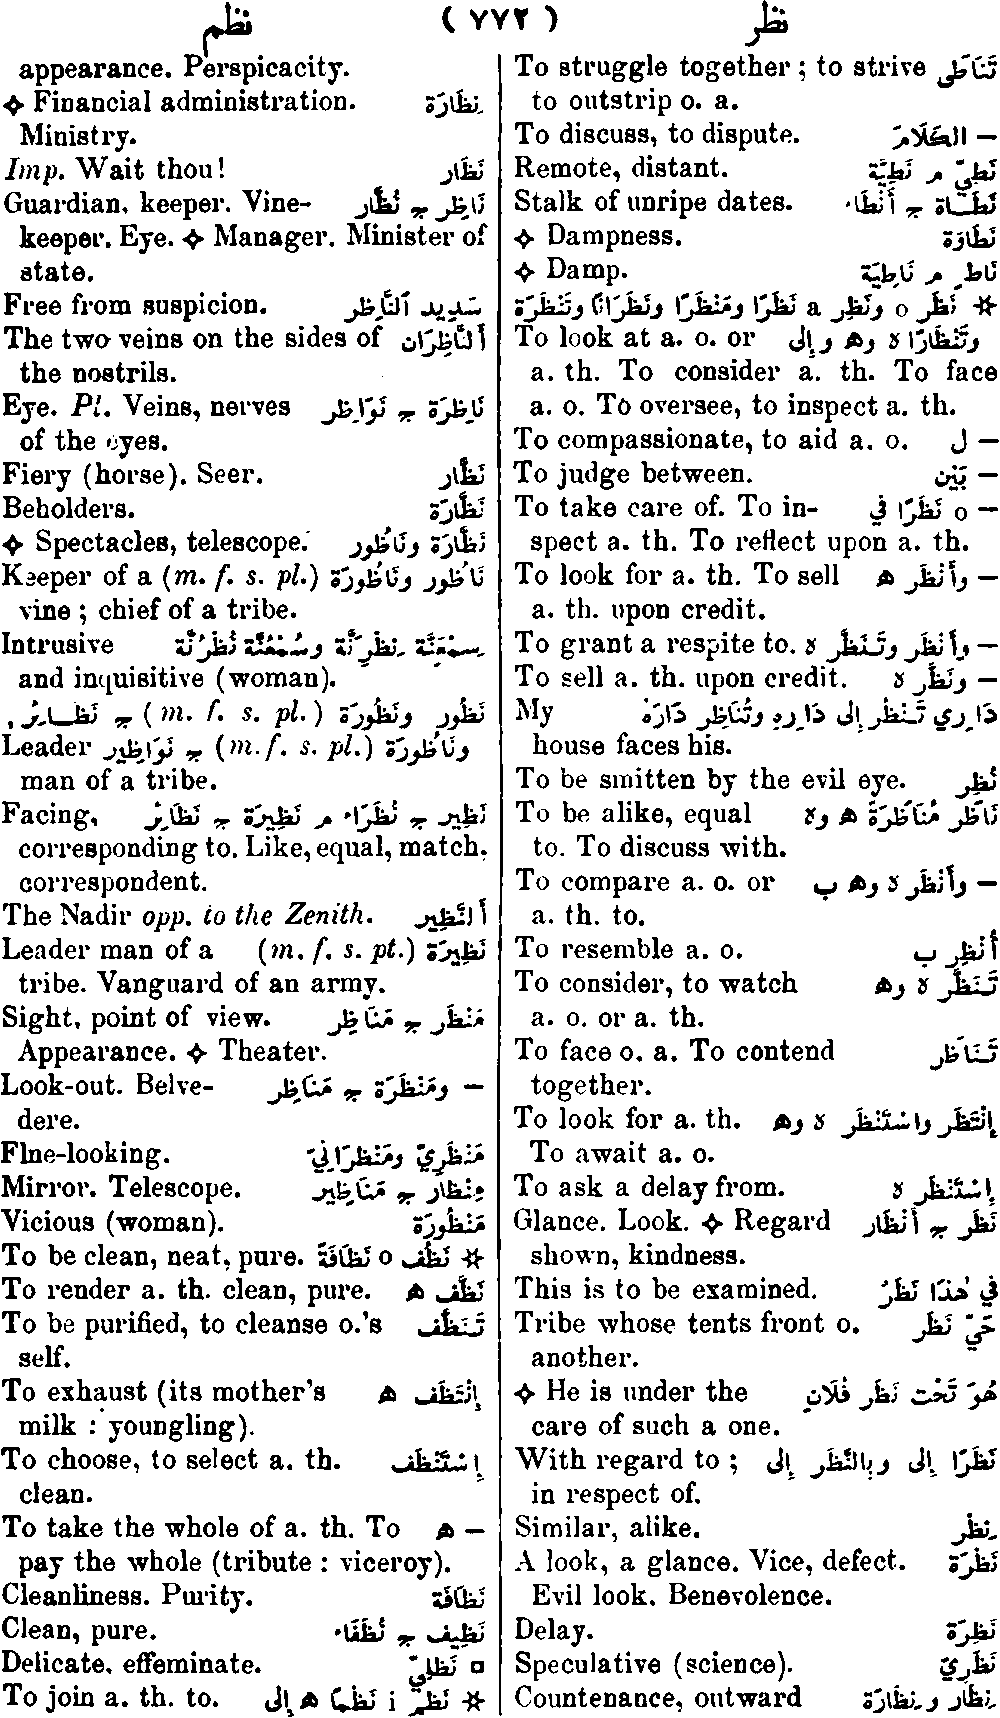 نظر ( ٧٧٢ ) نظم
To struggle together ; to strive تَنَاطَى
to outstrip o. a.
To discuss, to dispute. — الكَلَامَ
Remote, distant. نَطِيّ م نَطِيَّة
Stalk of unripe dates. نَطَاة ج أَنْطَاء
✧ Dampness. نَطَاوَة
✧ Damp. نَاطٍ م نَاطِيَة
✲ نَظَر o ونَظِر a نَظَرًا ومَنْظَرًا ونَظَرَانًا وتَنْظَرَة
To look at a. o. or وتَنْظَارًا ه وه وإلى
a. th. To consider a. th. To face
a. o. To oversee, to inspect a. th.
To compassionate, to aid a. o. — ل
To judge between. — بَيْن
To take care of. To in- — o نَظَرًا في
spect a. th. To reflect upon a. th.
To look for a. th. To sell — وأَنْظَر ه
a. th. upon credit.
To grant a respite to. — وأَنْظَر وتَنَظَّر ه
To sell a. th. upon credit. — ونَظَّر ه
My دَارِي تَنْظُر إلى دَارِهِ وتُنَاظِر دَارَهُ
house faces his.
To be smitten by the evil eye. نُظِر
To be alike, equal نَاظَر مُنَاظَرَةً ه وه
to. To discuss with.
To compare a. o. or — وأَنْظَر ه وه ب
a. th. to.
To resemble a. o. أُنْظِر ب
To consider, to watch تَنَظَّر ه وه
a. o. or a. th.
To face o. a. To contend تَنَاظَر
together.
To look for a. th. إِنْتَظَر واسْتَنْظَر ه وه
To await a. o.
To ask a delay from. إِسْتَنْظَر ه
Glance. Look. ✧ Regard نَظَر ج أَنْظَار
shown, kindness.
This is to be examined. في هٰذَا نَظَرٌ
Tribe whose tents front o. حَيّ نَظَر
another.
✧ He is under the هُوَ تَحْت نَظَر فُلَانٍ
care of such a one.
With regard to ; نَظَرًا إِلى وبِالنَّظَر إِلى
in respect of.
Similar, alike. نِظْر
A look, a glance. Vice, defect. نَظْرَة
Evil look. Benevolence.
Delay. نَظِرَة
Speculative (science). نَظَرِيّ
Countenance, outward نِظَار ونِظَارَة
appearance. Perspicacity.
✧ Financial administration. نِظَارَة
Ministry.
Imp. Wait thou! نَظَارِ
Guardian, keeper. Vine- نَاظِر ج نُظَّار
keeper. Eye. ✧ Manager. Minister of
state.
Free from suspicion. سَدِيد ٱلنَّاظِر
The two veins on the sides of أَلنَّاظِرَان
the nostrils.
Eye. Pl. Veins, nerves نَاظِرَة ج نَوَاظِر
of the eyes.
Fiery (horse). Seer. نَظَّار
Beholders. نَظَّارَة
✧ Spectacles, telescope. نَظَّارَة ونَاظُور
Keeper of a (m. f. s. pl.) نَاظُور ونَاظُورَة
vine ; chief of a tribe.
Intrusive سِمْعَنَّة نِظْرَنَّة وسُمْعُنَّة نُظْرُنَّة
and inquisitive (woman).
نَظُور ونَظُورَة (m. f. s. pl.) ج نَظَائِر ,
Leader ونَاظُورَة (m. f. s. pl.) ج نَوَاظِير
man of a tribe.
Facing, نَظِير ج نُظَرَاء م نَظِيرَة ج نَظَائِر
corresponding to. Like, equal, match,
correspondent.
The Nadir opp. to the Zenith. أَلنَّظِير
Leader man of a (m. f. s. pl.) نَظِيرَة
tribe. Vanguard of an army.
Sight, point of view. مَنْظَر ج مَنَاظِر
Appearance. ✧ Theater.
Look-out. Belve- — ومَنْظَرَة ج مَنَاظِر
dere.
Fine-looking. مَنْظَرِيّ ومَنْظَرَانِيّ
Mirror. Telescope. مِنْظَار ج مَنَاظِير
Vicious (woman). مَنْظُورَة
To be clean, neat, pure. ✲ نَظُف o نَظَافَةً
To render a. th. clean, pure. نَظَّف ه
To be purified, to cleanse o.'s تَنَظَّف
self.
To exhaust (its mother's إِنْتَظَف ه
milk : youngling).
To choose, to select a. th. إِسْتَنْظَف
clean.
To take the whole of a. th. To — ه
pay the whole (tribute : viceroy).
Cleanliness. Purity. نَظَافَة
Clean, pure. نَظِيف ج نُظَفَاء
Delicate, effeminate. ▫ نَظَلِيّ
To join a. th. to. ✲ نَظَم i نَظْمًا ه إِلى